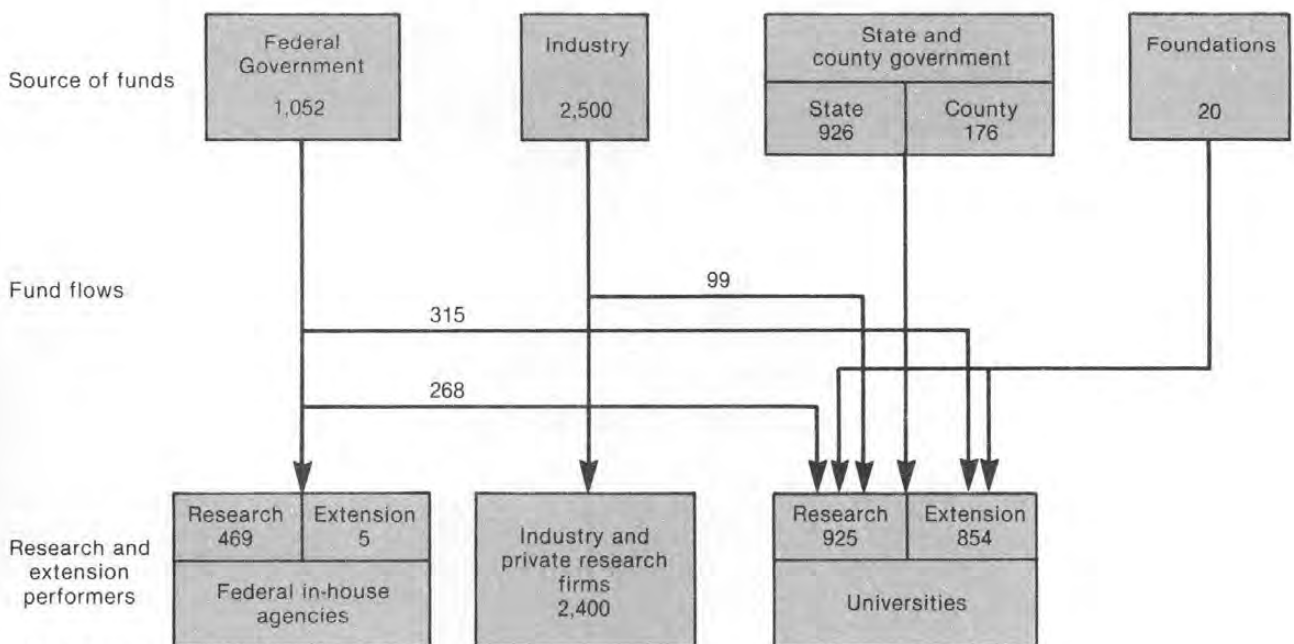 Source of funds
Federal
Government
1,052
Industry
2,500
State and
county government
State
926
County
176
Foundations
20
Fund flows
99
315
268
Research and
extension
performers
Research
469
Extension
5
Federal in-house
agencies
Industry and
private research
firms
2,400
Research
925
Extension
854
Universities